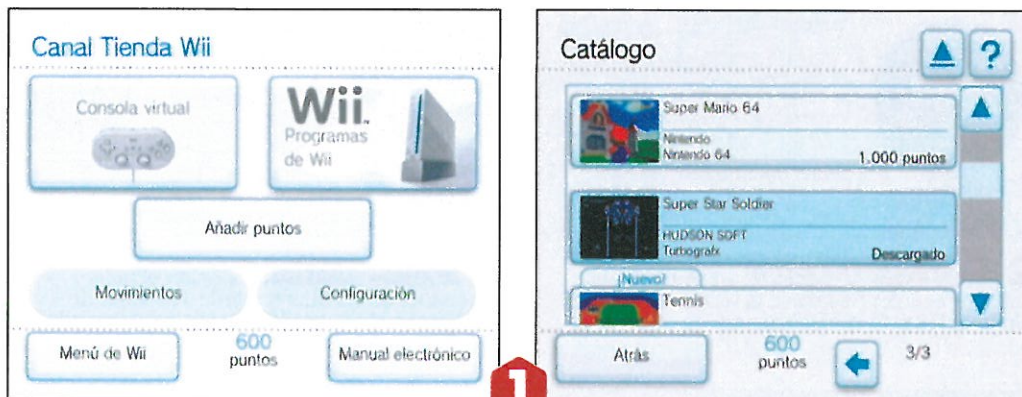 Canal Tienda Wii
Consola virtual
Wii
Programas
de Wii
Añadir puntos
Movimientos
Configuración
Menú de Wii
600
puntos
Manual electrónico
1
Catálogo
?
Super Mario 64
Nintendo
Nintendo 64
1.000 puntos
Super Star Soldier
HUDSON SOFT
Turbografx
Descargado
¡Nuevo!
Tennis
Atrás
600
puntos
3/3